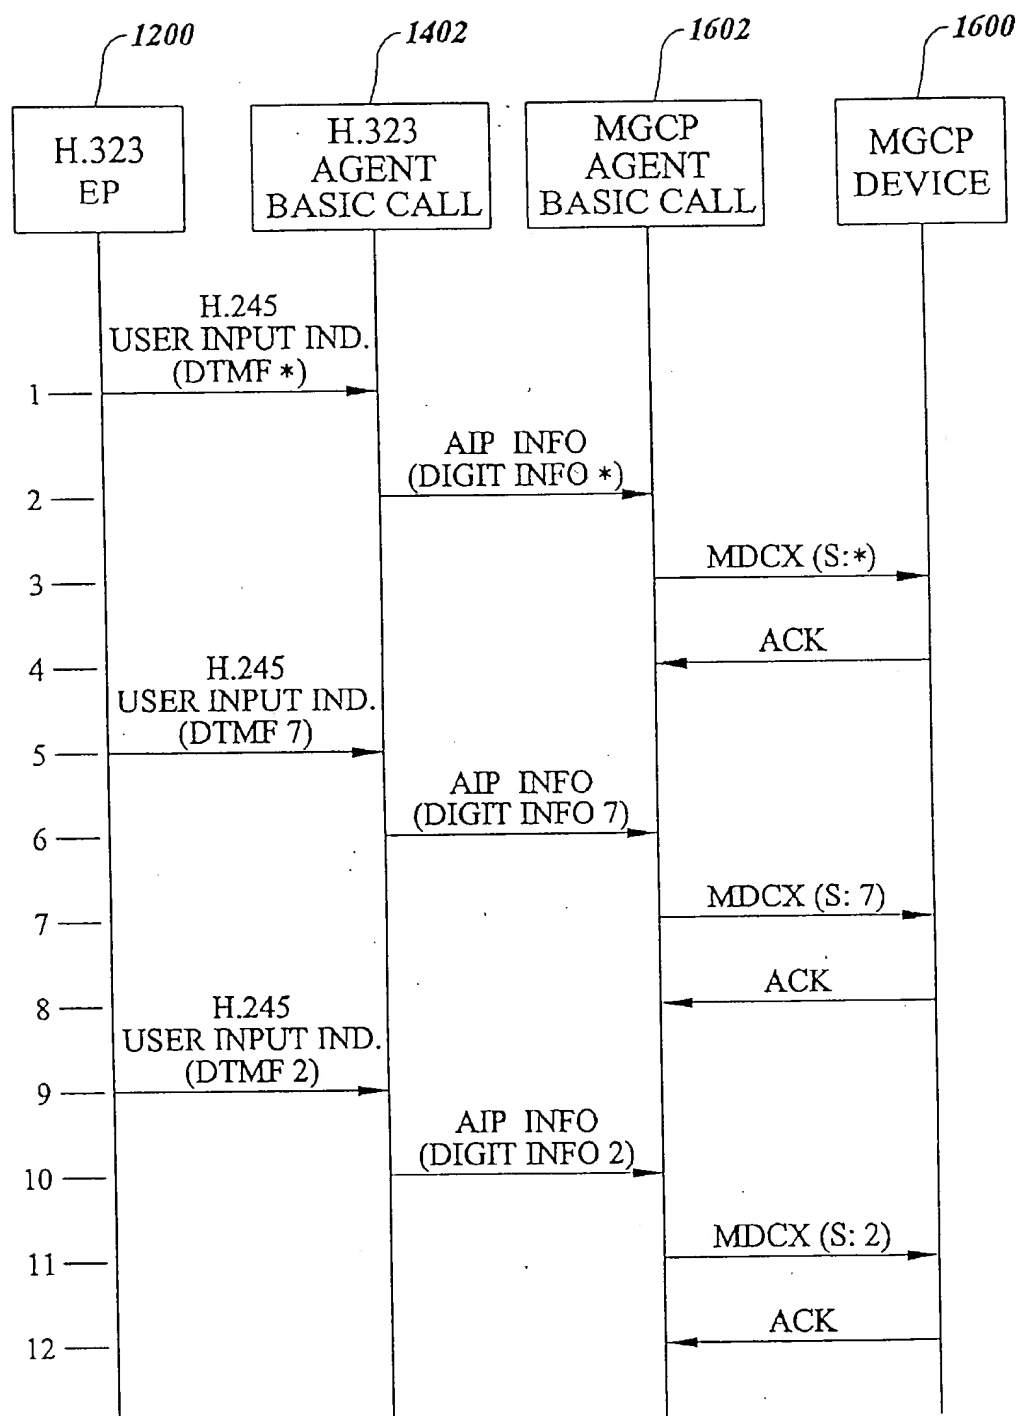 1200
1402
1602
1600
H.323
EP
H.323
AGENT
BASIC CALL
MGCP
AGENT
BASIC CALL
MGCP
DEVICE
H.245
USER INPUT IND.
(DTMF *)
1
AIP INFO
(DIGIT INFO *)
2
MDCX (S:*)
3
ACK
4
H.245
USER INPUT IND.
(DTMF 7)
5
AIP INFO
(DIGIT INFO 7)
6
MDCX (S: 7)
7
ACK
8
H.245
USER INPUT IND.
(DTMF 2)
9
AIP INFO
(DIGIT INFO 2)
10
MDCX (S: 2)
11
ACK
12